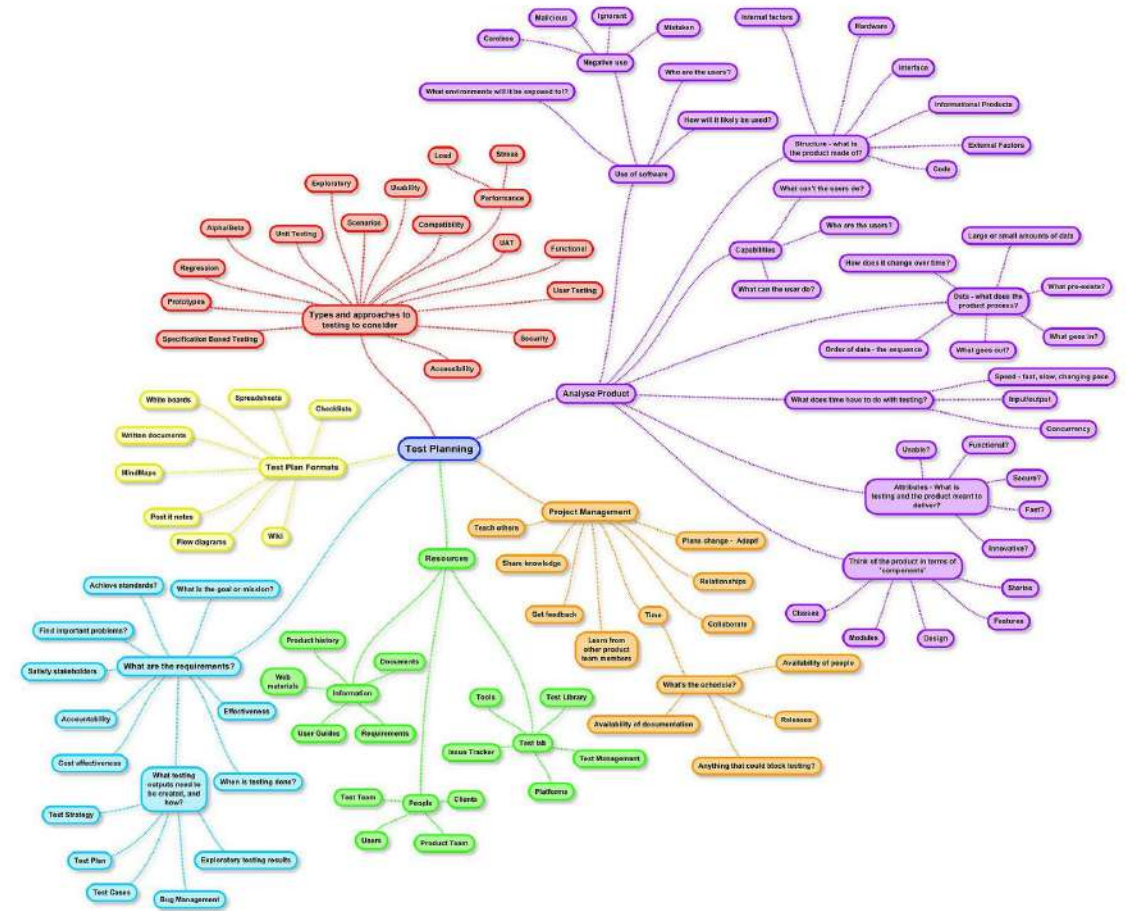 Malicious
Ignorant
Mistaken
Careless
Negative use
Who are the users?
What environments will it be exposed to!?
How will it likely be used?
Use of software
Internal factors
Hardware
Interface
Informational Products
External Factors
Code
Structure - what is
the product made of?
What can't the users do?
Who are the users?
Capabilities
What can the user do?
Large or small amounts of data
How does it change over time?
What pre-exists?
Data - what does the
product process?
What goes in?
Order of data - the sequence
What goes out?
Speed - fast, slow, changing pace
What does time have to do with testing?
Input/output
Concurrency
Analyse Product
Functional?
Secure?
Attributes - What is
testing and the product meant to
deliver?
Fast?
Innovative?
Think of the product in terms of
"components"
Stories
Features
Design
Modules
Classes
Load
Stress
Performance
Exploratory
Usability
Scenarios
Compatibility
Alpha/Beta
Unit Testing
UAT
Functional
Regression
User Testing
Prototypes
Types and approaches to
testing to consider
Specification Based Testing
Security
Accessibility
White boards
Spreadsheets
Checklists
Written documents
Test Plan Formats
MindMaps
Post it notes
Flow diagrams
Wiki
Test Planning
Project Management
Teach others
Plans change - Adapt!
Share knowledge
Relationships
Get feedback
Time
Collaborate
Learn from
other product
team members
What's the schedule?
Availability of people
Availability of documentation
Releases
Anything that could block testing?
Resources
Product history
Documents
Web
materials
Information
User Guides
Requirements
Tools
Test Library
Issue Tracker
Test lab
Test Management
Platforms
Test Team
People
Clients
Users
Product Team
Achieve standards?
What is the goal or mission?
Find important problems?
What are the requirements?
Satisfy stakeholders
Accountability
Effectiveness
Cost effectiveness
What testing
outputs need to
be created, and
how?
When is testing done?
Test Strategy
Test Plan
Exploratory testing results
Test Cases
Bug Management